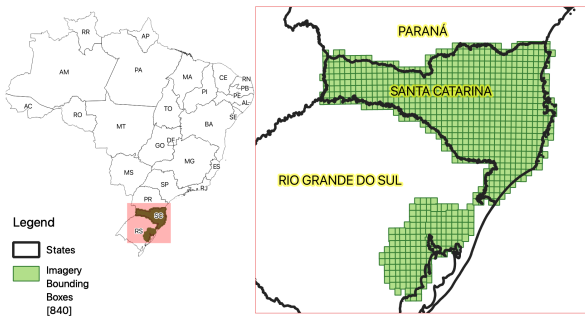 RR
AP
AM
PA
MA
CE
RN
PB
PE
AL
SE
PI
AC
RO
TO
MT
BA
DF
GO
MG
ES
MS
SP
RJ
PR
SC
RS
Legend
States
Imagery
Bounding
Boxes
[840]
PARANÁ
SANTA CATARINA
RIO GRANDE DO SUL